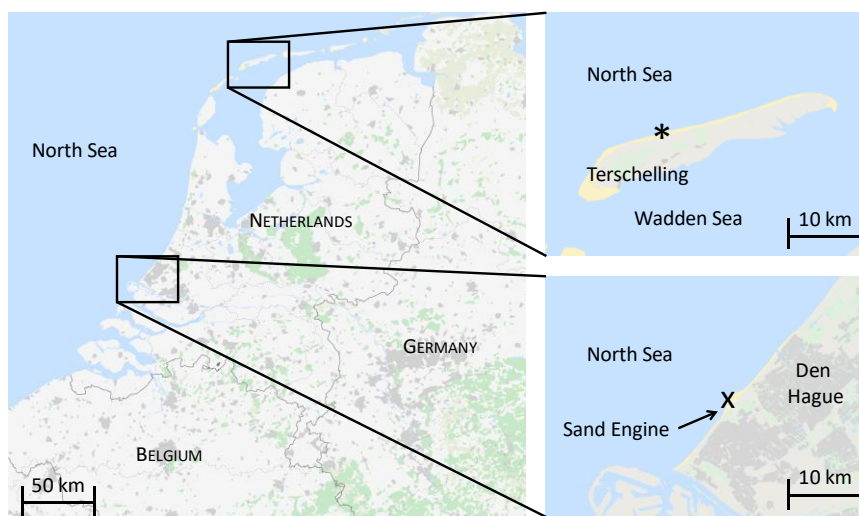 North Sea
NETHERLANDS
GERMANY
BELGIUM
50 km
North Sea
*
Terschelling
Wadden Sea
10 km
North Sea
Den
Hague
X
Sand Engine
10 km